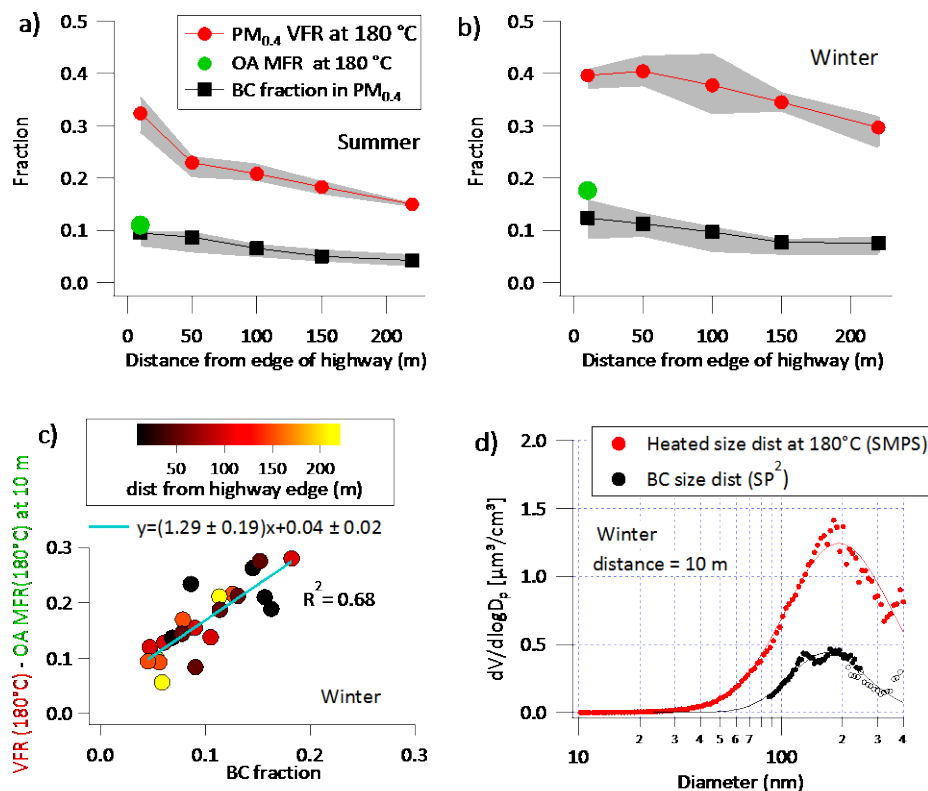 a)
0.5
0.4
0.3
0.2
0.1
0.0
Fraction
PM0.4 VFR at 180 °C
OA MFR at 180 °C
BC fraction in PM0.4
Summer
0 50 100 150 200
Distance from edge of highway (m)
b)
0.5
0.4
0.3
0.2
0.1
0.0
Fraction
Winter
0 50 100 150 200
Distance from edge of highway (m)
c)
50 100 150 200
dist from highway edge (m)
y=(1.29 ± 0.19)x+0.04 ± 0.02
R2 = 0.68
VFR (180°C) - OA MFR(180°C) at 10 m
0.3
0.2
0.1
0.0
Winter
0.0 0.1 0.2 0.3
BC fraction
d)
Heated size dist at 180°C (SMPS)
BC size dist (SP2)
2.0
1.5
1.0
0.5
0.0
dV/dlogDp [µm³/cm³]
Winter
distance = 10 m
10 2 3 4 5 6 7 100 2 3 4
Diameter (nm)